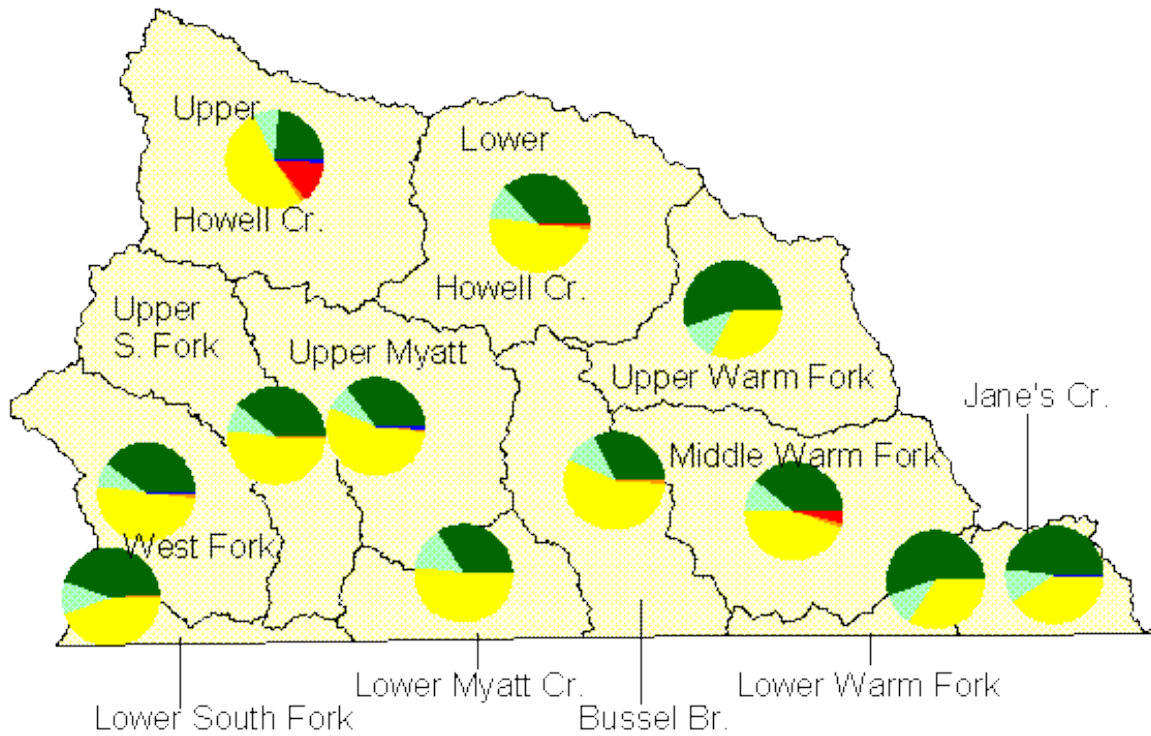 Upper
Howell Cr.
Lower
Howell Cr.
Upper
S. Fork
Upper Myatt
Upper Warm Fork
Jane's Cr.
Middle Warm Fork
West Fork
Lower Myatt Cr.
Lower Warm Fork
Lower South Fork
Bussel Br.